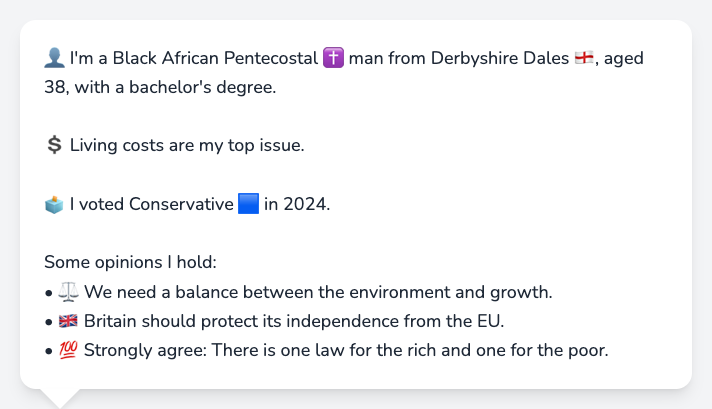 👤 I'm a Black African Pentecostal ✝️ man from Derbyshire Dales 🏴󠁧󠁢󠁥󠁮󠁧󠁿, aged
38, with a bachelor's degree.
💲 Living costs are my top issue.
🗳️ I voted Conservative 🟦 in 2024.
Some opinions I hold:
• ⚖️ We need a balance between the environment and growth.
• 🇬🇧 Britain should protect its independence from the EU.
• 💯 Strongly agree: There is one law for the rich and one for the poor.